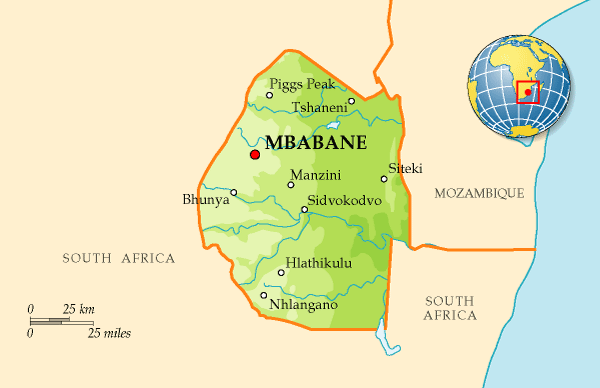 Piggs Peak
Tshaneni
MBABANE
Siteki
Manzini
Bhunya
Sidvokodvo
MOZAMBIQUE
SOUTH AFRICA
Hlathikulu
Nhlangano
SOUTH
AFRICA
0 25 km
0 25 miles